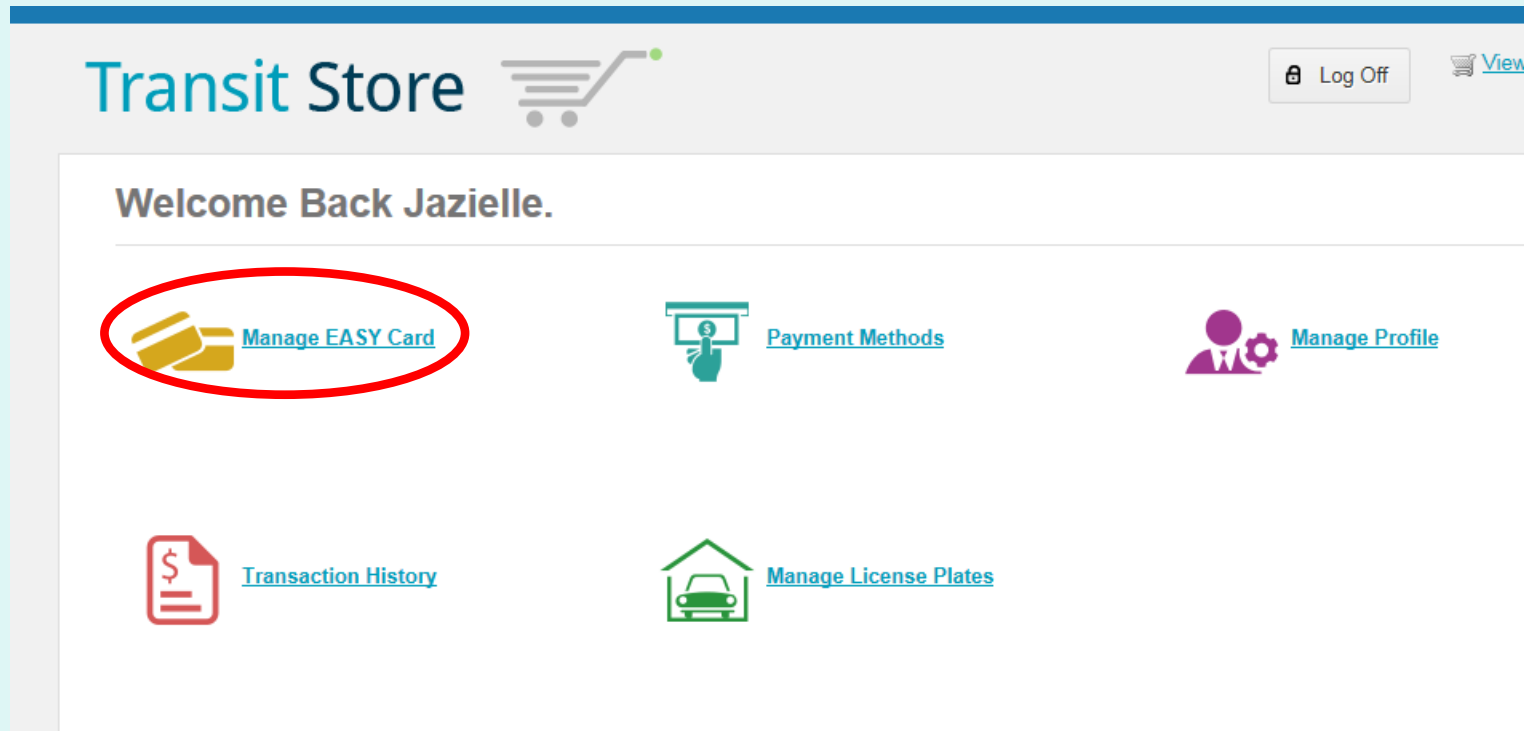 Transit Store
Log Off
View
Welcome Back Jazielle.
Manage EASY Card
$
Payment Methods
Manage Profile
$
Transaction History
Manage License Plates